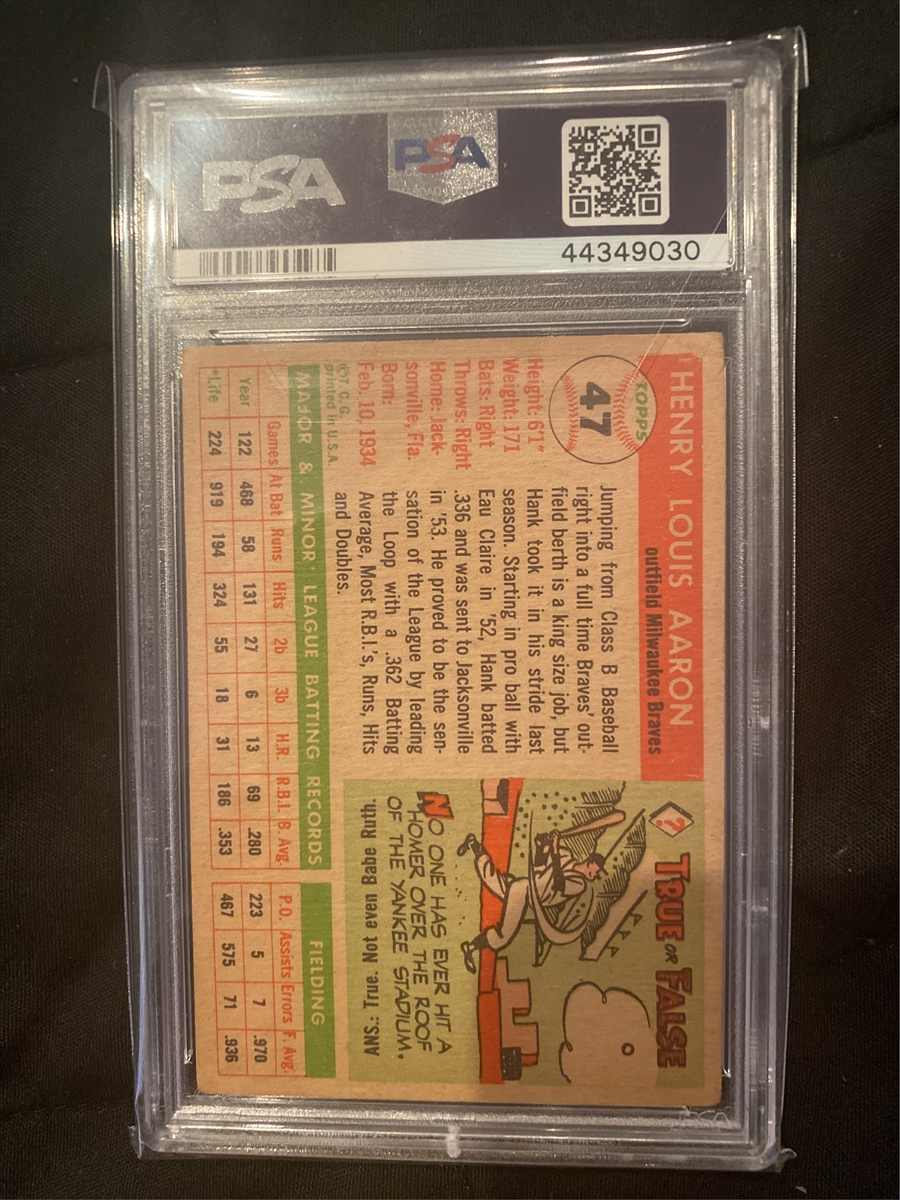 PSA
PSA
44349030
HENRY LOUIS AARON
outfield Milwaukee Braves
TOPPS
47
Height: 6'1"
Weight: 171
Bats: Right
Throws: Right
Home: Jack-
sonville, Fla.
Born:
Feb. 10, 1934
©T. C. G.
printed in U.S.A.
Jumping from Class B Baseball
right into a full time Braves' out-
field berth is a king size job, but
Hank took it in his stride last
season. Starting in pro ball with
Eau Claire in '52, Hank batted
.336 and was sent to Jacksonville
in '53. He proved to be the sen-
sation of the League by leading
the Loop with a .362 Batting
Average, Most R.B.I.'s, Runs, Hits
and Doubles.
? TRUE OR FALSE
NO ONE HAS EVER HIT A
HOMER OVER THE ROOF
OF THE YANKEE STADIUM.
ANS: True. Not even Babe Ruth.
MAJOR & MINOR LEAGUE BATTING RECORDS FIELDING
Games At Bat Runs Hits 2b 3b H.R. R.B.I. B. Avg. P.O. Assists Errors F. Avg.
Year 122 468 58 131 27 6 13 69 .280 223 5 7 .970
*Life 224 919 194 324 55 18 31 186 .353 467 575 71 .936